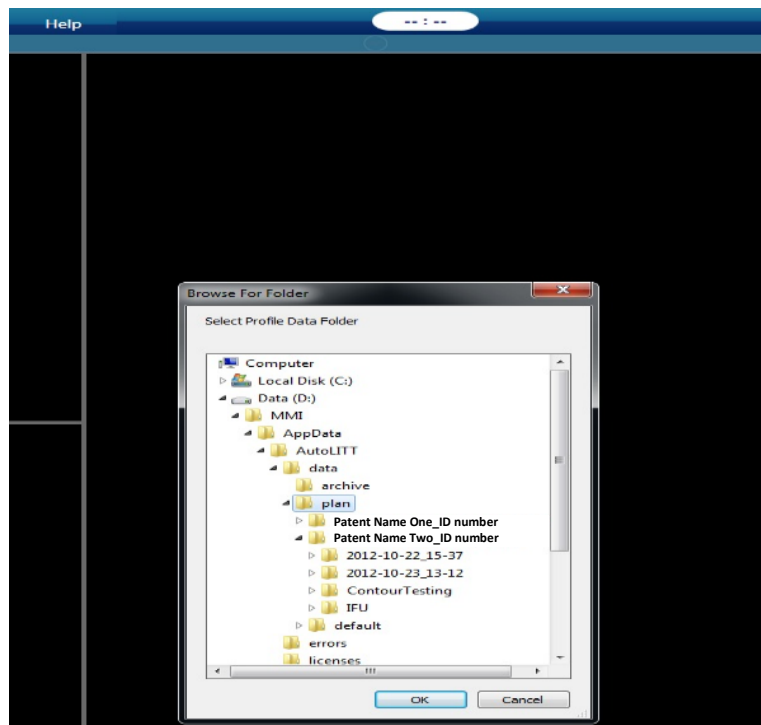 Help
-- : --
Browse For Folder
Select Profile Data Folder
Computer
Local Disk (C:)
Data (D:)
MMI
AppData
AutoLITT
data
archive
plan
Patent Name One_ID number
Patent Name Two_ID number
2012-10-22_15-37
2012-10-23_13-12
ContourTesting
IFU
default
errors
licenses
OK Cancel